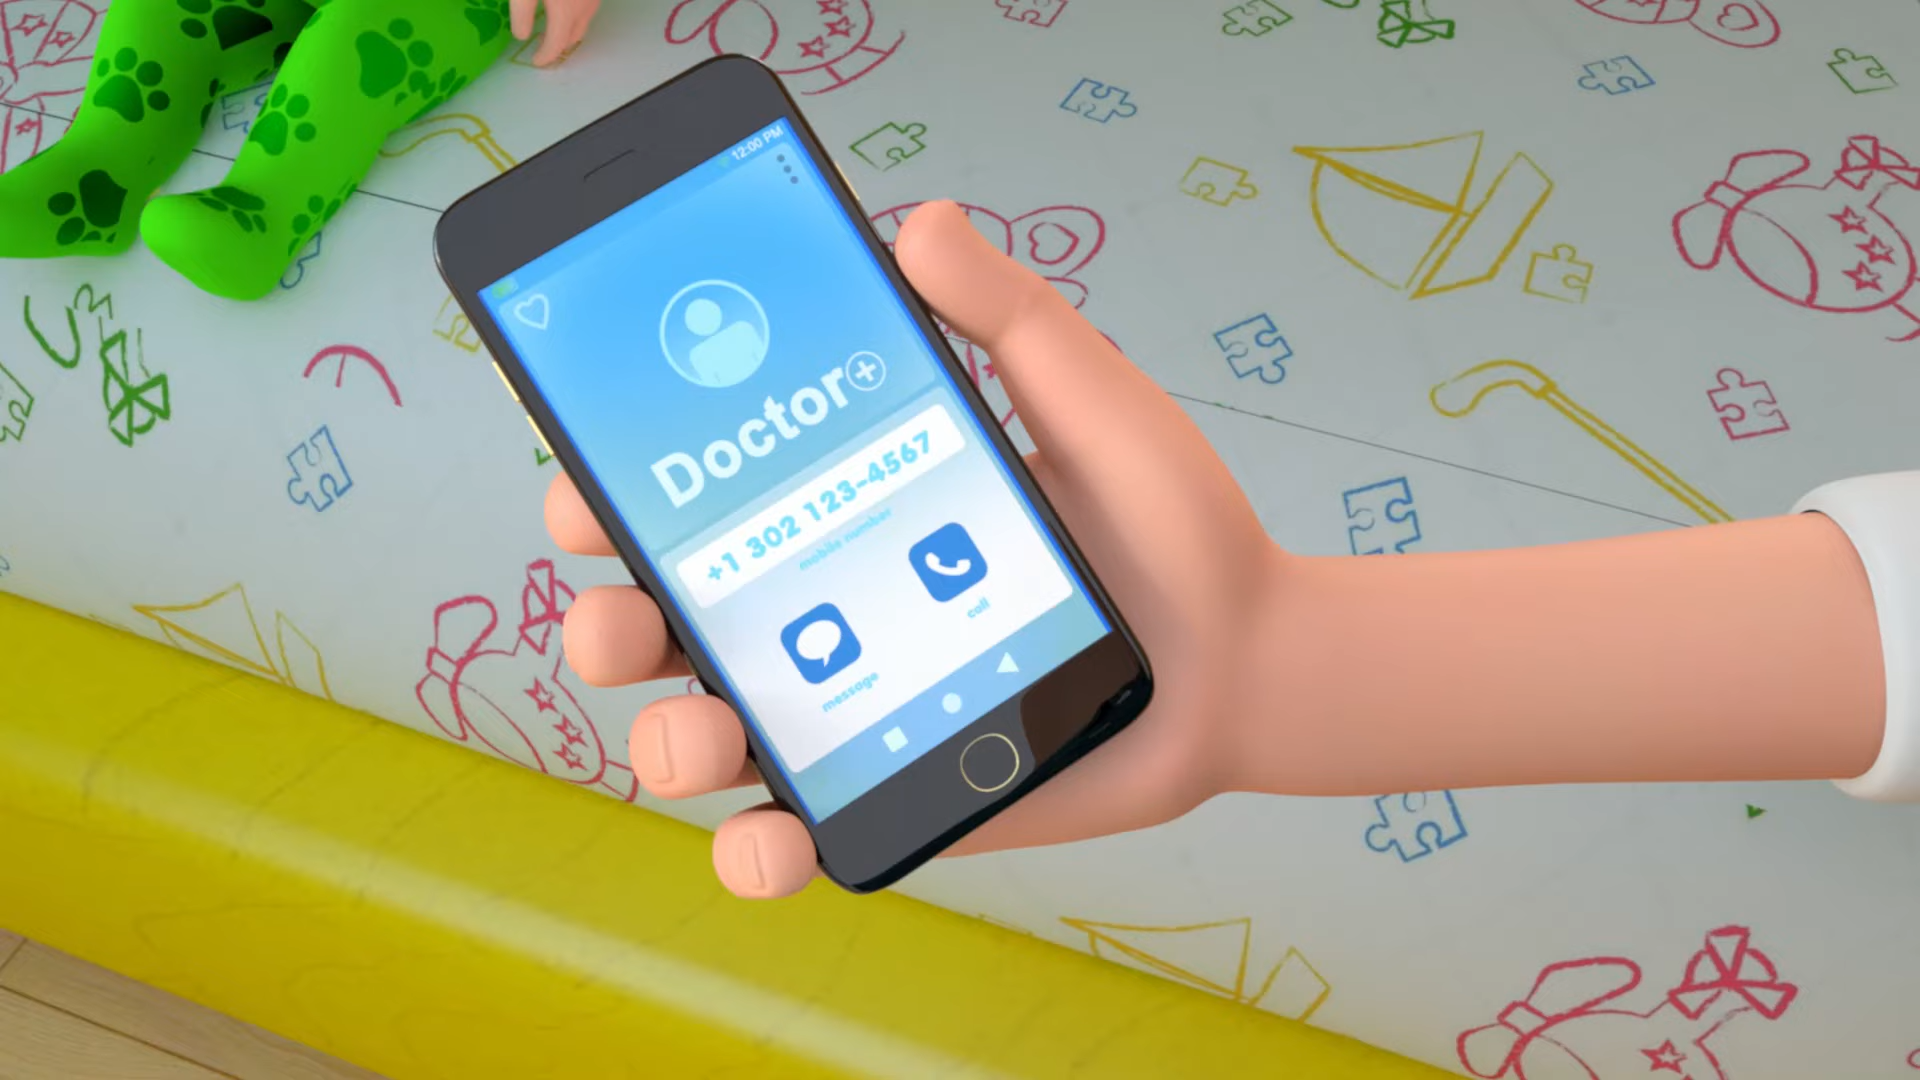 12:00 PM
Doctor
+1 302 123-4567
mobile number
call
message